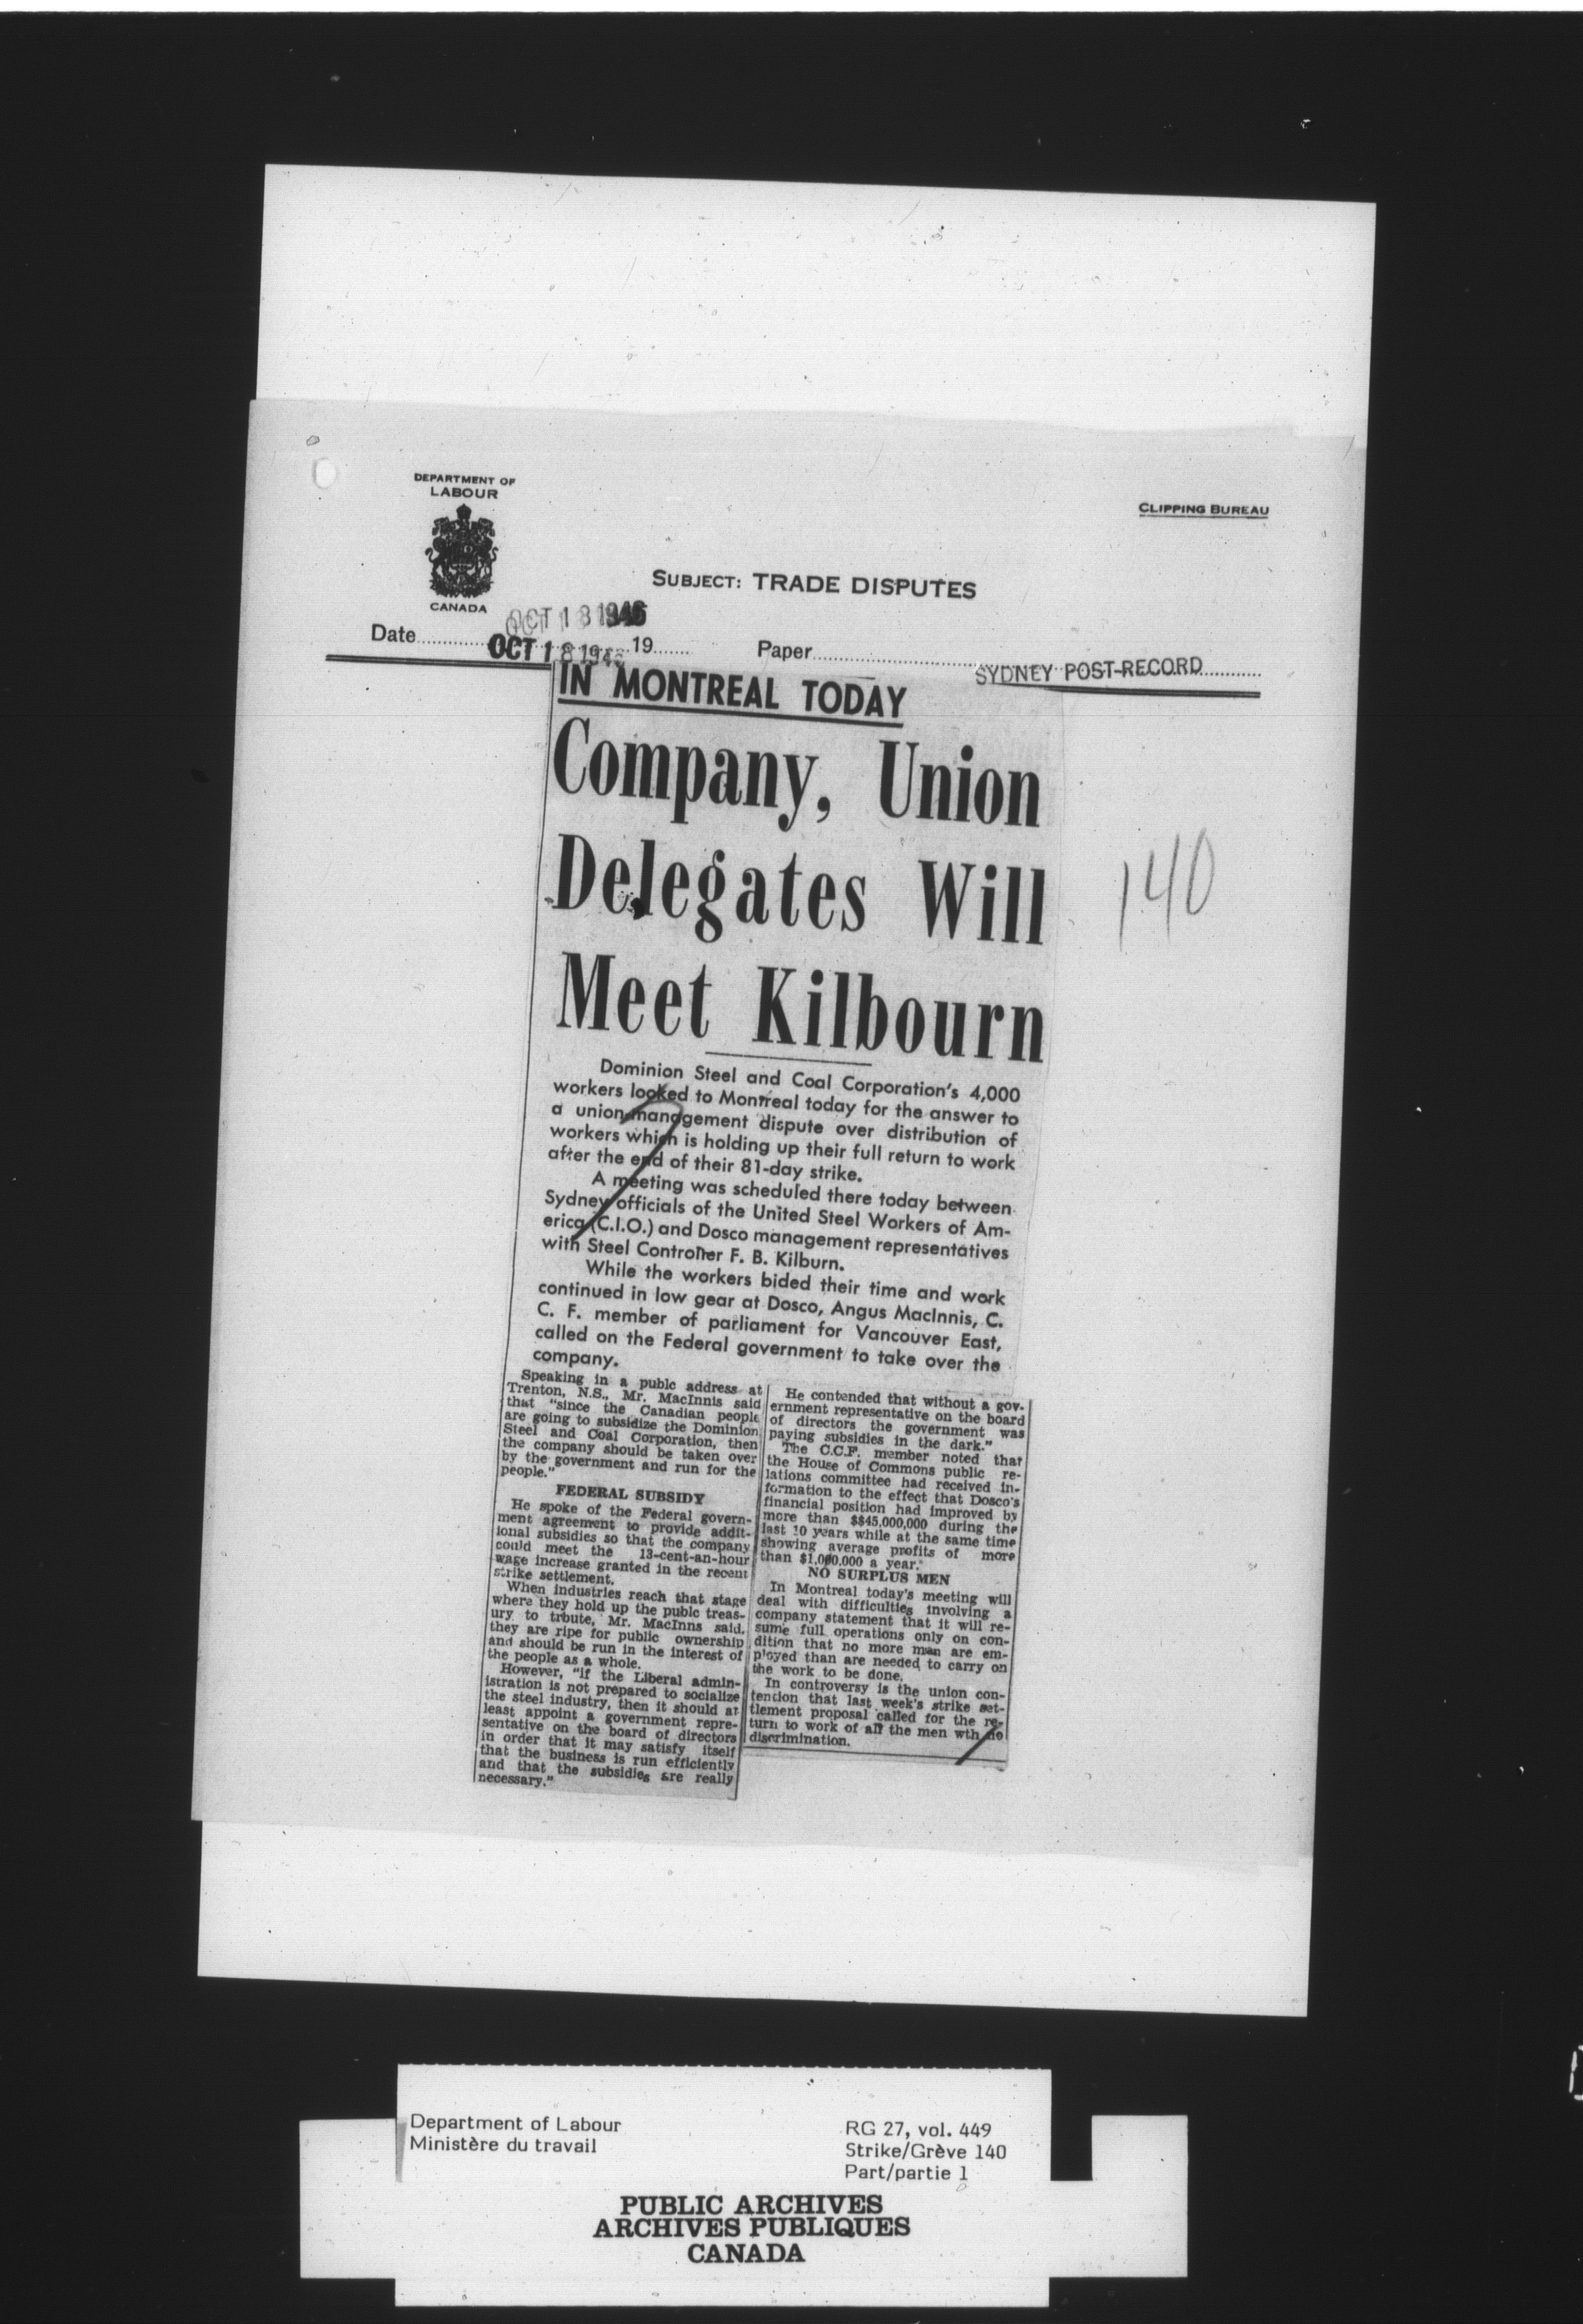 DEPARTMENT OF
LABOUR
CANADA
CLIPPING BUREAU
SUBJECT: TRADE DISPUTES
OCT 18 1946
Date OCT 18 1946 19 Paper SYDNEY POST-RECORD
IN MONTREAL TODAY
Company, Union
Delegates Will
Meet Kilbourn
140
Dominion Steel and Coal Corporation's 4,000
workers looked to Montreal today for the answer to
a union-management dispute over distribution of
workers which is holding up their full return to work
after the end of their 81-day strike.
A meeting was scheduled there today between
Sydney officials of the United Steel Workers of Am-
erica (C.I.O.) and Dosco management representatives
with Steel Controller F. B. Kilburn.
While the workers bided their time and work
continued in low gear at Dosco, Angus MacInnis, C.
C. F. member of parliament for Vancouver East,
called on the Federal government to take over the
company.
Speaking in a publc address at
Trenton, N.S., Mr. MacInnis said
that "since the Canadian people
are going to subsidize the Dominion
Steel and Coal Corporation, then
the company should be taken over
by the government and run for the
people."
FEDERAL SUBSIDY
He spoke of the Federal govern-
ment agreement to provide addit-
ional subsidies so that the company
could meet the 13-cent-an-hour
wage increase granted in the recent
strike settlement.
When industries reach that stage
where they hold up the publc treas-
ury to trbute, Mr. MacInns said,
they are ripe for public ownership
and should be run in the interest of
the people as a whole.
However, "if the Liberal admin-
istration is not prepared to socialize
the steel industry, then it should at
least appoint a government repre-
sentative on the board of directors
in order that it may satisfy itself
that the business is run efficiently
and that the subsidies are really
necessary."
He contended that without a gov-
ernment representative on the board
of directors the government was
paying subsidies in the dark."
The C.C.F. member noted that
the House of Commons public re-
lations committee had received in-
formation to the effect that Dosco's
financial position had improved by
more than $$45,000,000 during the
last 10 years while at the same time
showing average profits of more
than $1,000,000 a year."
NO SURPLUS MEN
In Montreal today's meeting will
deal with difficulties involving a
company statement that it will re-
sume full operations only on con-
dition that no more man are em-
ployed than are needed to carry on
the work to be done.
In controversy is the union con-
tention that last week's strike set-
tlement proposal called for the re-
turn to work of all the men wth no
discrimination.
Department of Labour
Ministère du travail
RG 27, vol. 449
Strike/Grève 140
Part/partie 1
PUBLIC ARCHIVES
ARCHIVES PUBLIQUES
CANADA